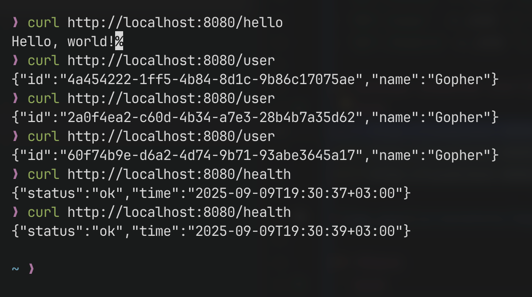 ❯ curl http://localhost:8080/hello
Hello, world!%
❯ curl http://localhost:8080/user
{"id":"4a454222-1ff5-4b84-8d1c-9b86c17075ae","name":"Gopher"}
❯ curl http://localhost:8080/user
{"id":"2a0f4ea2-c60d-4b34-a7e3-28b4b7a35d62","name":"Gopher"}
❯ curl http://localhost:8080/user
{"id":"60f74b9e-d6a2-4d74-9b71-93abe3645a17","name":"Gopher"}
❯ curl http://localhost:8080/health
{"status":"ok","time":"2025-09-09T19:30:37+03:00"}
❯ curl http://localhost:8080/health
{"status":"ok","time":"2025-09-09T19:30:39+03:00"}
~ ❯